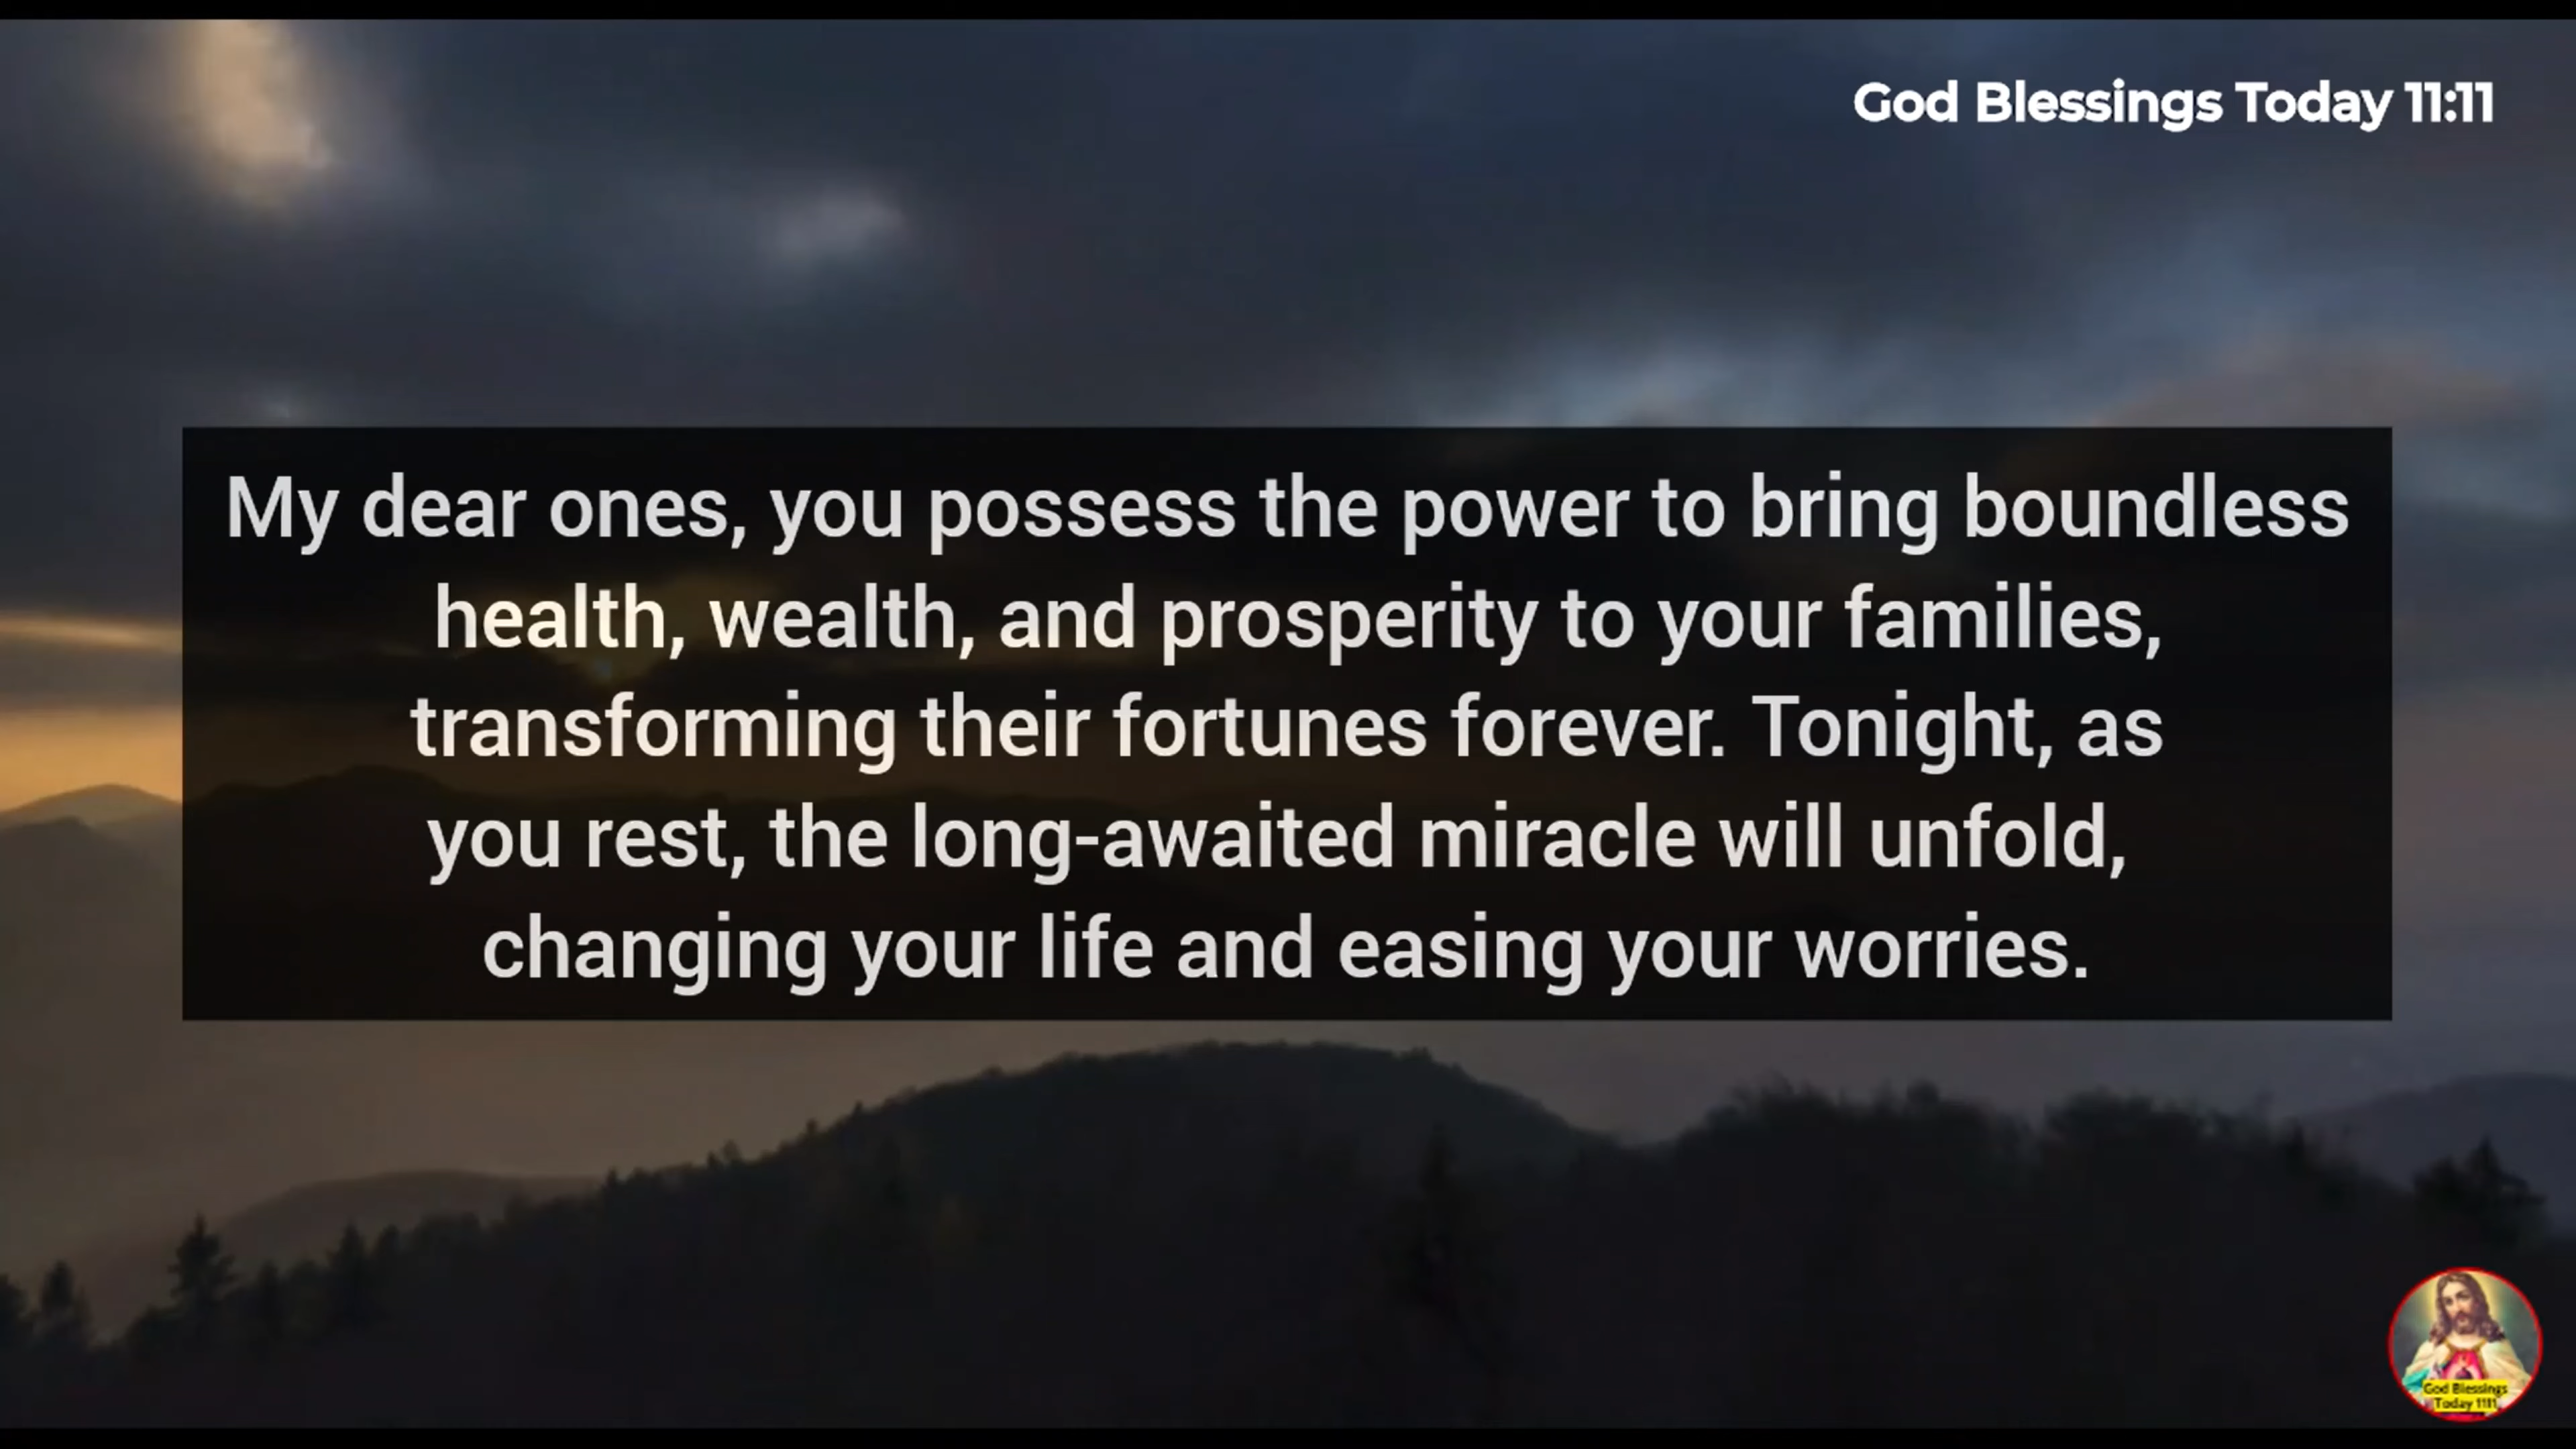 God Blessings Today 11:11
My dear ones, you possess the power to bring boundless
health, wealth, and prosperity to your families,
transforming their fortunes forever. Tonight, as
you rest, the long-awaited miracle will unfold,
changing your life and easing your worries.
God Blessings
Today 1111